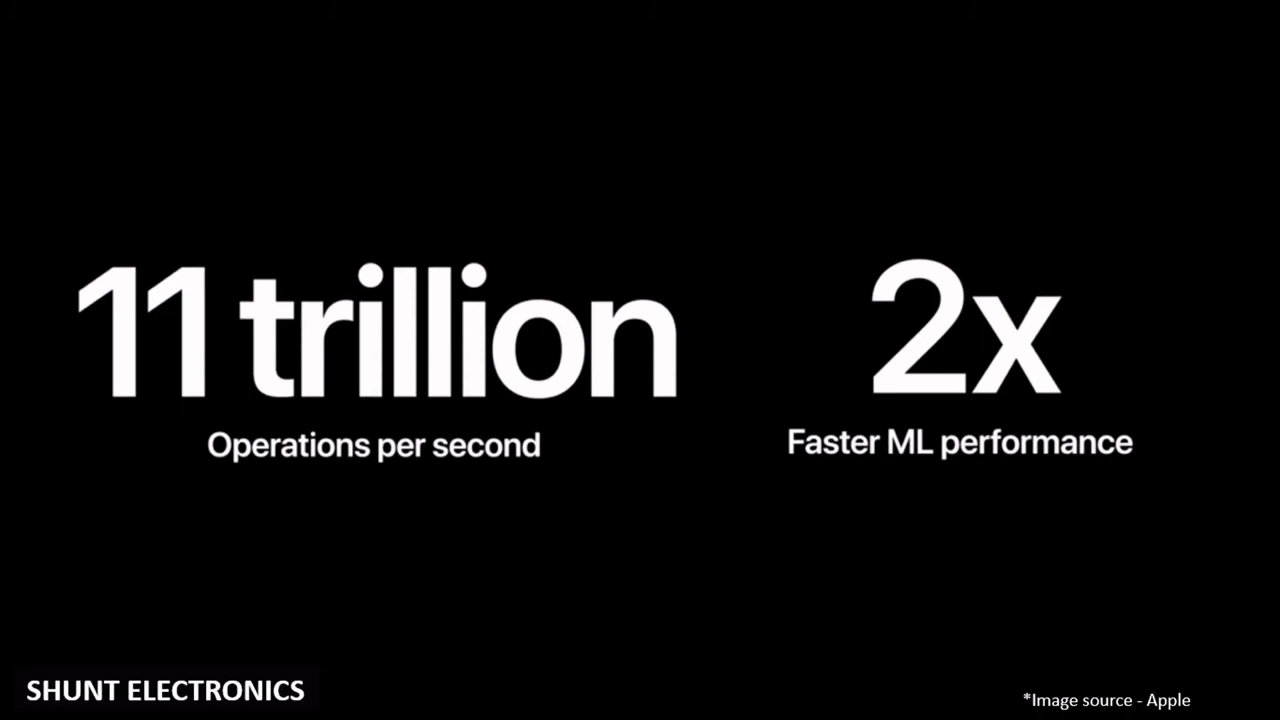 11 trillion
Operations per second
2x
Faster ML performance
SHUNT ELECTRONICS
*Image source - Apple